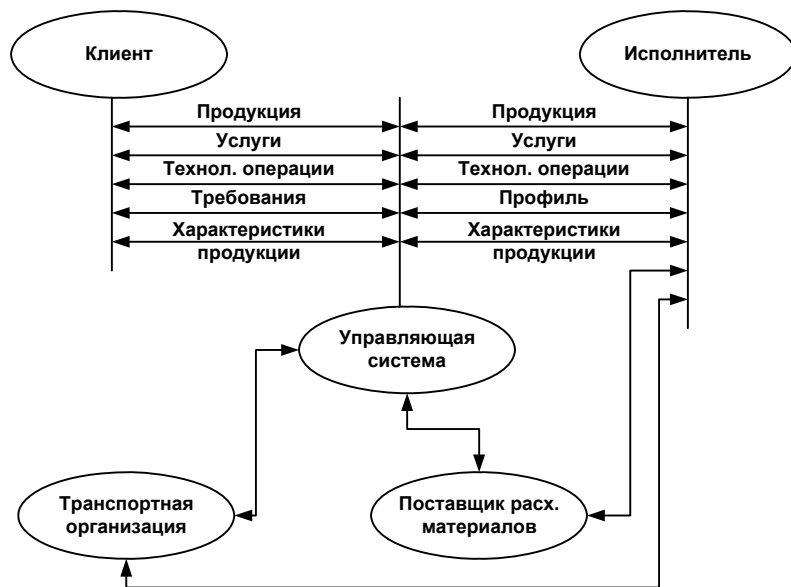 Клиент
Исполнитель
Продукция
Продукция
Услуги
Услуги
Технол. операции
Технол. операции
Требования
Профиль
Характеристики
продукции
Характеристики
продукции
Управляющая
система
Транспортная
организация
Поставщик расх.
материалов